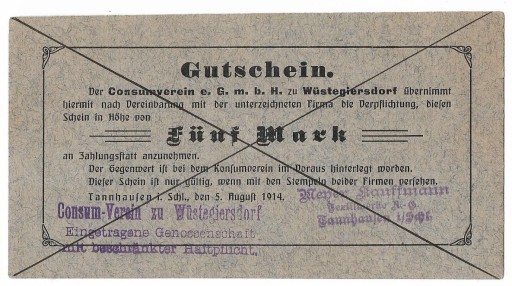 Gutschein.
Der Consumverein e. G. m. b. H. zu Wüstegiersdorf übernimmt
hiermit nach Vereinbarung mit der unterzeichneten Firma die Verpflichtung, diesen
Schein in Höhe von
Fünf Mark
an Zahlungsstatt anzunehmen.
Der Gegenwert ist bei dem Konsumverein im Voraus hinterlegt worden.
Dieser Schein ist nur gültig, wenn mit den Stempeln beider Firmen versehen.
Tannhausen i. Schl., den 5. August 1914.
Consum-Verein zu Wüstegiersdorf
Eingetragene Genossenschaft
mit beschränkter Haftpflicht.
Meyer Kauffmann
Textilwerke A.-G.
Tannhausen i/Schl.